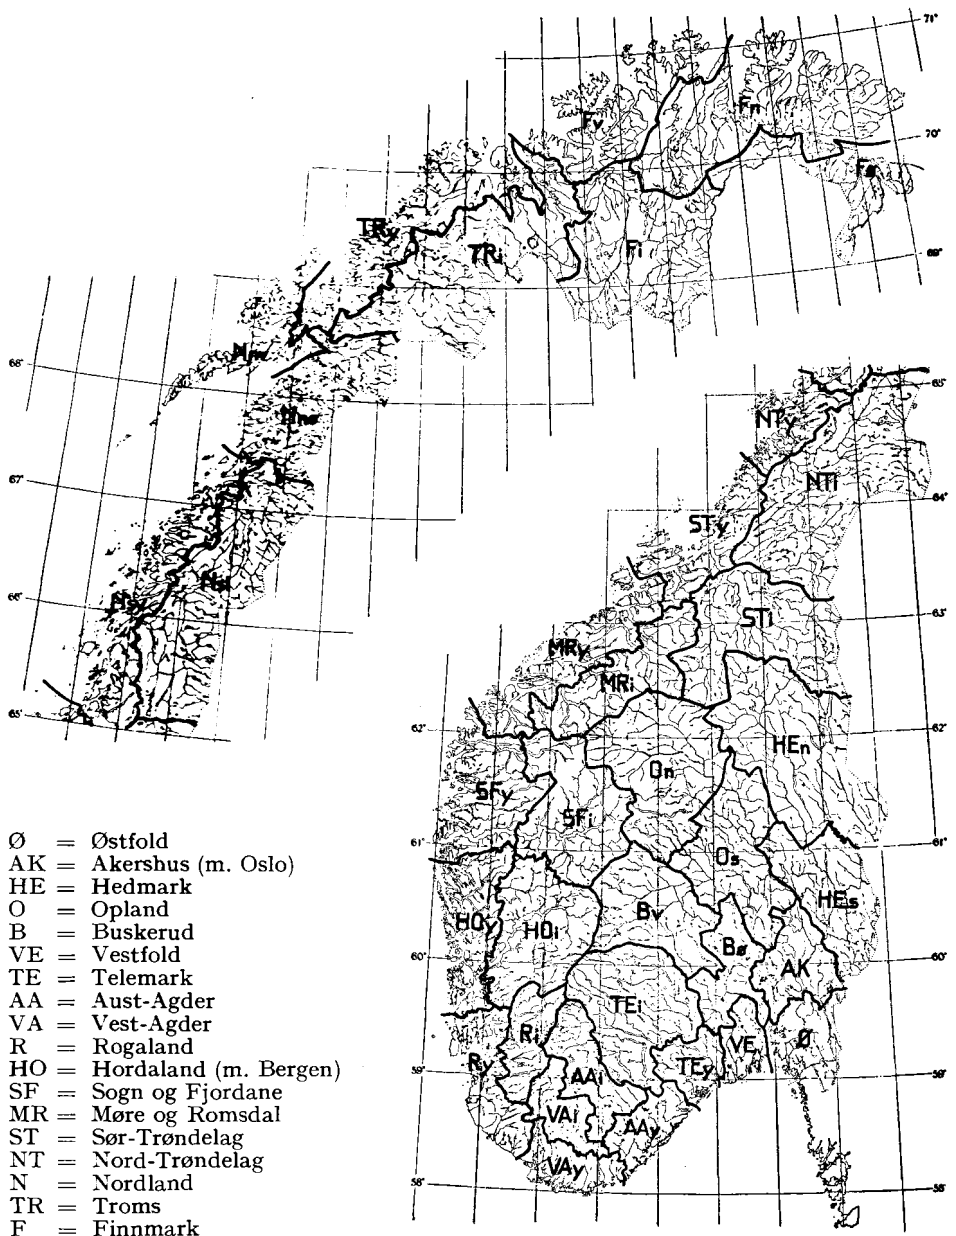 71°
70°
69°
Fv
Fn
Fø
Fi
TRy
TRi
68°
67°
66°
65°
65°
64°
NTy
NTi
STy
STi
63°
MRy
MRi
62°
62°
HEn
On
SFy
SFi
61°
61°
Os
HEs
HOy
HOi
Bv
Bø
AK
60°
60°
TEi
Ri
Ry
VE
Ø
TEy
59°
59°
AAi
VAi
AAy
VAy
58°
58°
Ø = Østfold
AK = Akershus (m. Oslo)
HE = Hedmark
O = Opland
B = Buskerud
VE = Vestfold
TE = Telemark
AA = Aust-Agder
VA = Vest-Agder
R = Rogaland
HO = Hordaland (m. Bergen)
SF = Sogn og Fjordane
MR = Møre og Romsdal
ST = Sør-Trøndelag
NT = Nord-Trøndelag
N = Nordland
TR = Troms
F = Finnmark